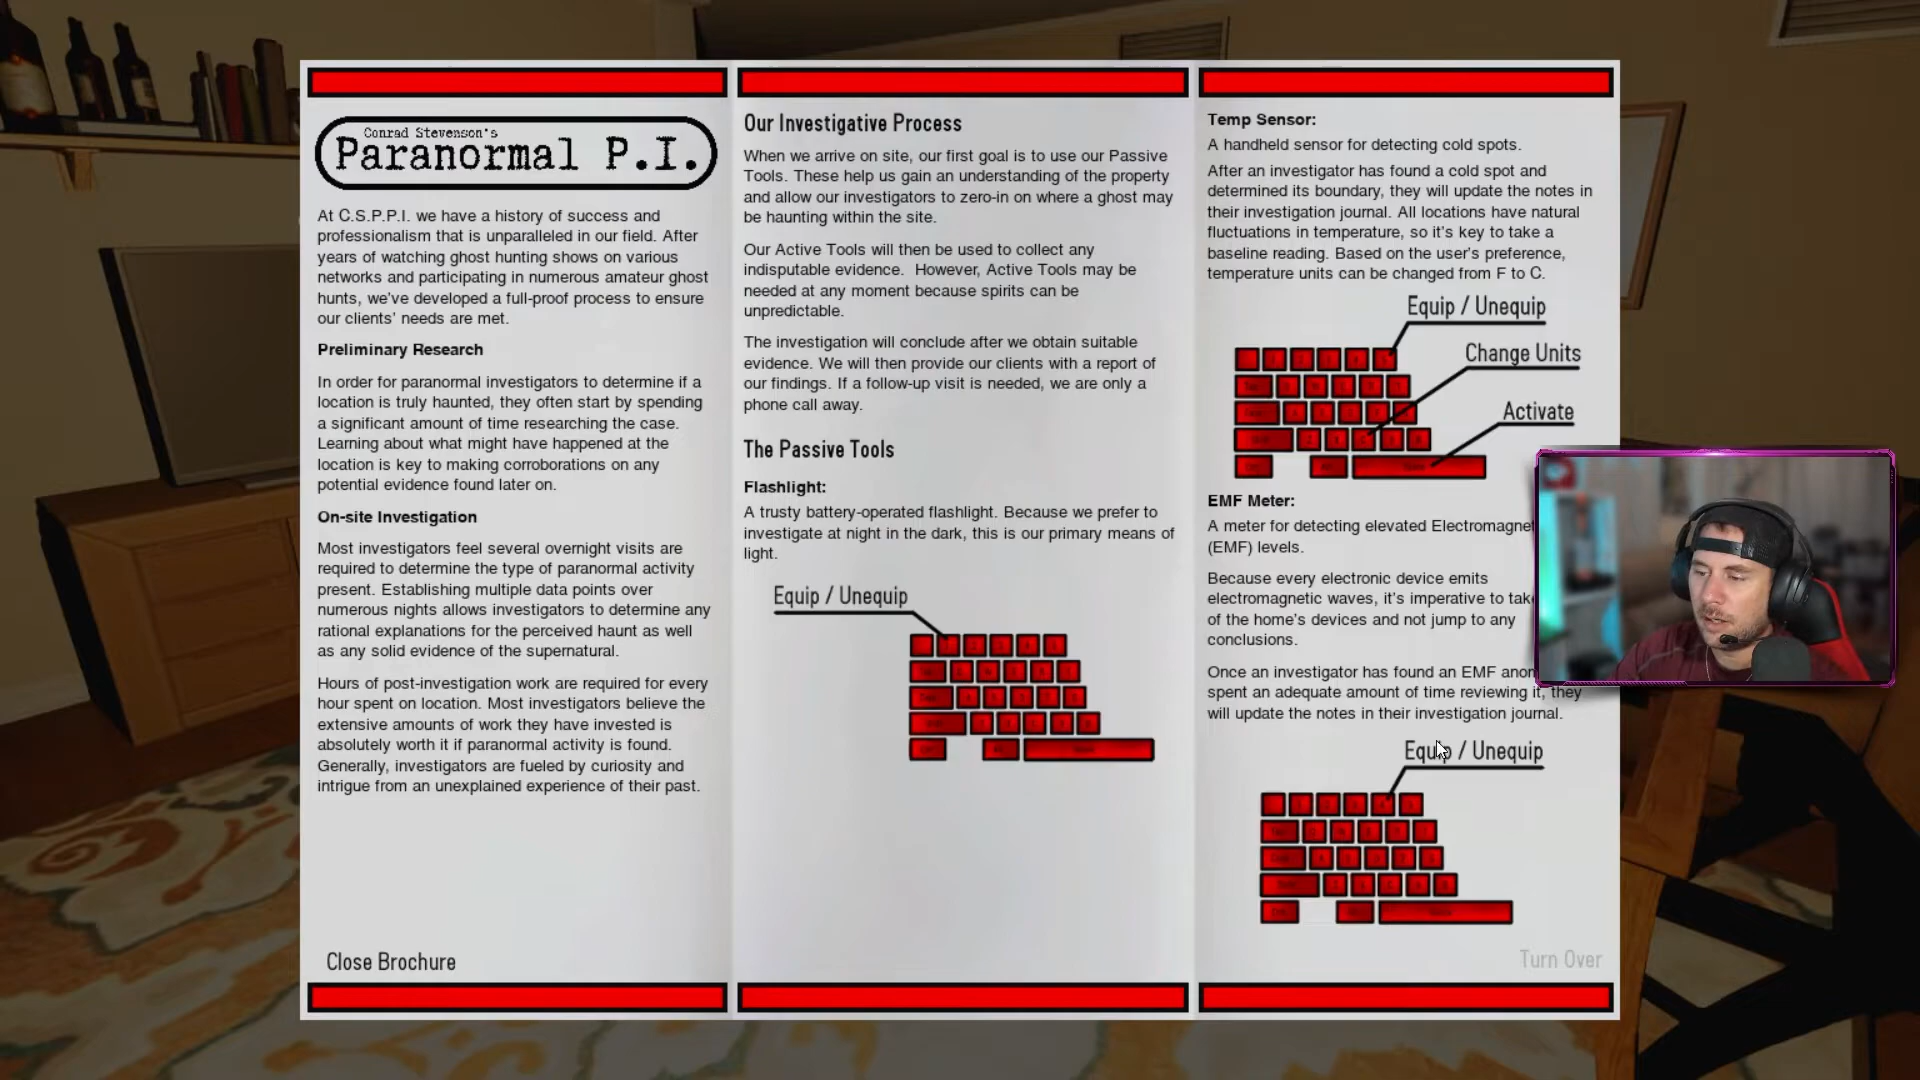 Conrad Stevenson's
Paranormal P.I.
At C.S.P.P.I. we have a history of success and
professionalism that is unparalleled in our field. After
years of watching ghost hunting shows on various
networks and participating in numerous amateur ghost
hunts, we've developed a full-proof process to ensure
our clients' needs are met.
Preliminary Research
In order for paranormal investigators to determine if a
location is truly haunted, they often start by spending
a significant amount of time researching the case.
Learning about what might have happened at the
location is key to making corroborations on any
potential evidence found later on.
On-site Investigation
Most investigators feel several overnight visits are
required to determine the type of paranormal activity
present. Establishing multiple data points over
numerous nights allows investigators to determine any
rational explanations for the perceived haunt as well
as any solid evidence of the supernatural.
Hours of post-investigation work are required for every
hour spent on location. Most investigators believe the
extensive amounts of work they have invested is
absolutely worth it if paranormal activity is found.
Generally, investigators are fueled by curiosity and
intrigue from an unexplained experience of their past.
Close Brochure
Our Investigative Process
When we arrive on site, our first goal is to use our Passive
Tools. These help us gain an understanding of the property
and allow our investigators to zero-in on where a ghost may
be haunting within the site.
Our Active Tools will then be used to collect any
indisputable evidence. However, Active Tools may be
needed at any moment because spirits can be
unpredictable.
The investigation will conclude after we obtain suitable
evidence. We will then provide our clients with a report of
our findings. If a follow-up visit is needed, we are only a
phone call away.
The Passive Tools
Flashlight:
A trusty battery-operated flashlight. Because we prefer to
investigate at night in the dark, this is our primary means of
light.
Equip / Unequip
Temp Sensor:
A handheld sensor for detecting cold spots.
After an investigator has found a cold spot and
determined its boundary, they will update the notes in
their investigation journal. All locations have natural
fluctuations in temperature, so it's key to take a
baseline reading. Based on the user's preference,
temperature units can be changed from F to C.
Equip / Unequip
Change Units
Activate
EMF Meter:
A meter for detecting elevated Electromagnet
(EMF) levels.
Because every electronic device emits
electromagnetic waves, it's imperative to tak
of the home's devices and not jump to any
conclusions.
Once an investigator has found an EMF anom
spent an adequate amount of time reviewing it, they
will update the notes in their investigation journal.
Equip / Unequip
Turn Over